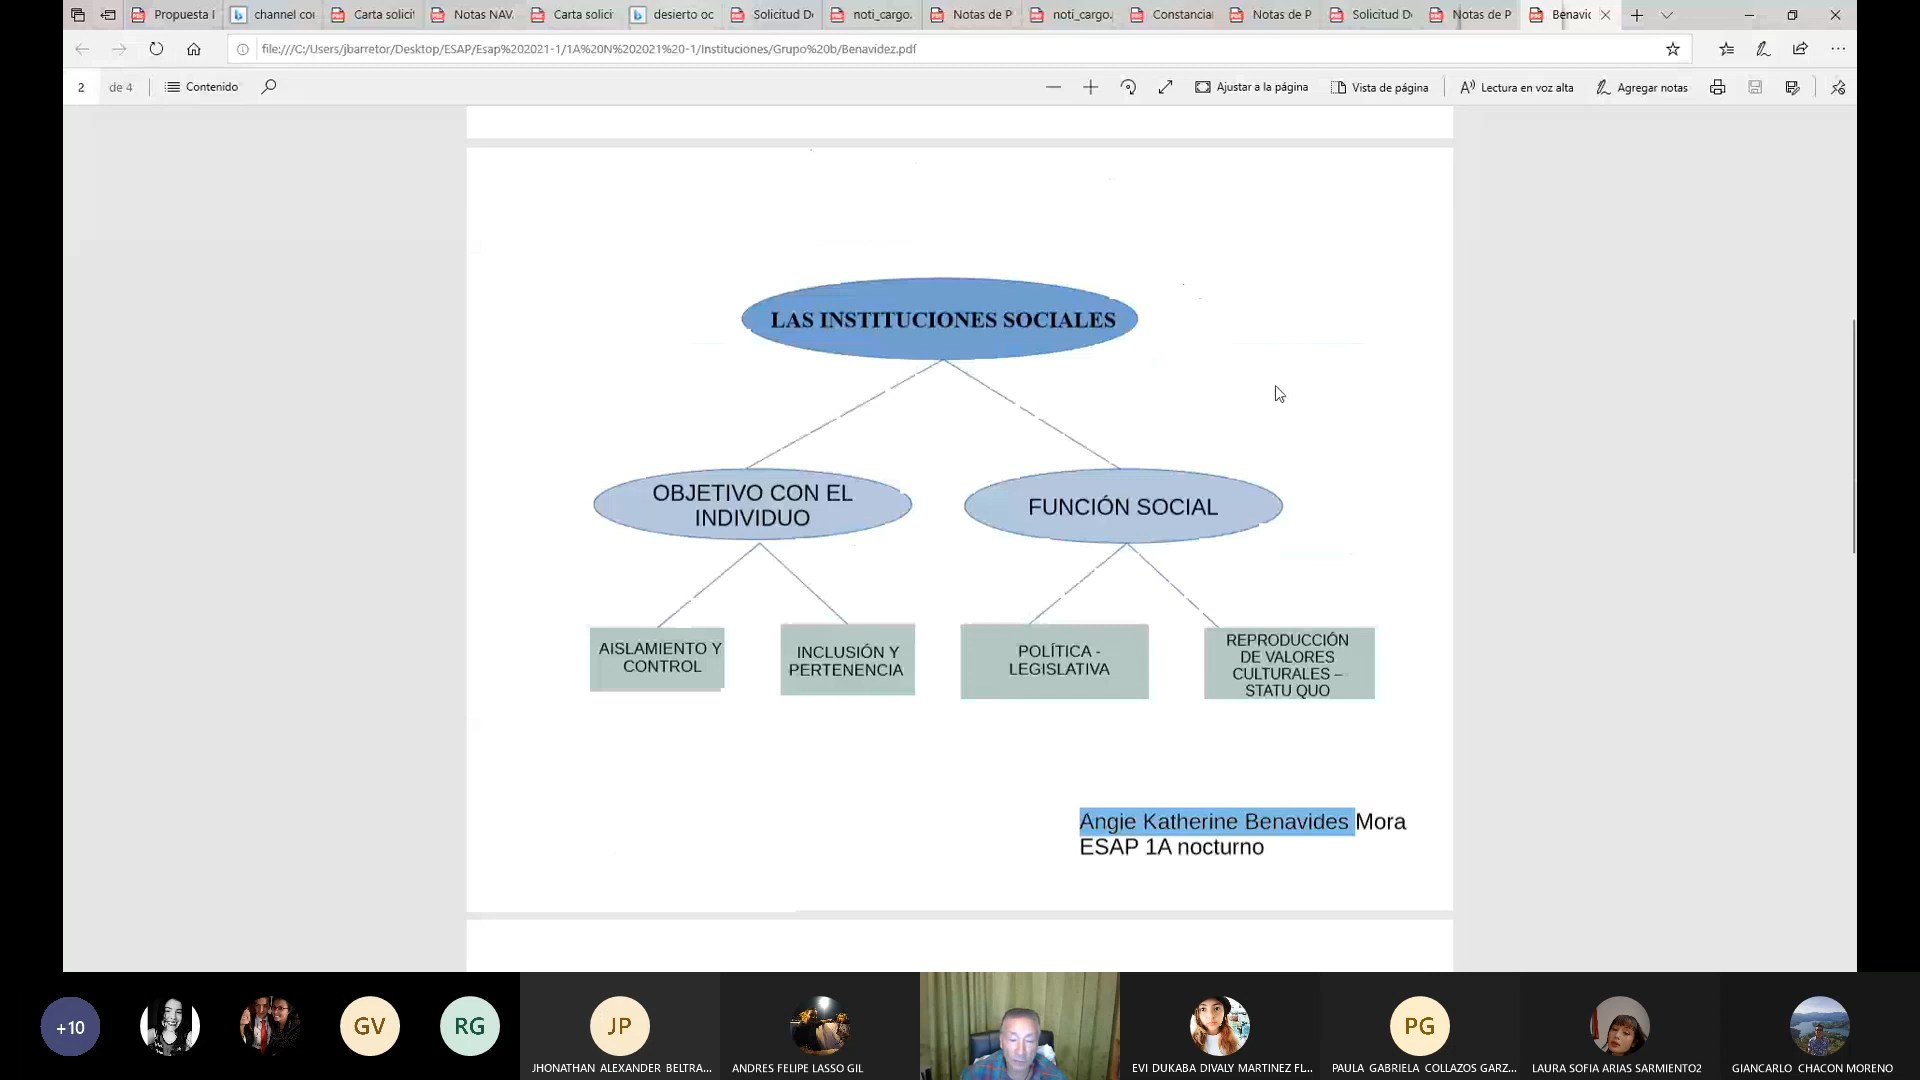 Propuesta I
channel co
Carta solicit
Notas NAV.
Carta solici
desierto oc
Solicitud D
noti_cargo.
Notas de P
noti_cargo.
Constancia
Notas de P
Solicitud D
Notas de P
Benavid
file:///C:/Users/jbarretor/Desktop/ESAP/Esap%202021-1/1A%20N%202021%20-1/Instituciones/Grupo%20b/Benavidez.pdf
2 de 4
Contenido
Ajustar a la página
Vista de página
Lectura en voz alta
Agregar notas
LAS INSTITUCIONES SOCIALES
OBJETIVO CON EL
INDIVIDUO
FUNCIÓN SOCIAL
AISLAMIENTO Y
CONTROL
INCLUSIÓN Y
PERTENENCIA
POLÍTICA -
LEGISLATIVA
REPRODUCCIÓN
DE VALORES
CULTURALES –
STATU QUO
Angie Katherine Benavides Mora
ESAP 1A nocturno
+10
GV
RG
JP
JHONATHAN ALEXANDER BELTRA...
ANDRES FELIPE LASSO GIL
EVI DUKABA DIVALY MARTINEZ FL...
PG
PAULA GABRIELA COLLAZOS GARZ...
LAURA SOFIA ARIAS SARMIENTO2
GIANCARLO CHACON MORENO